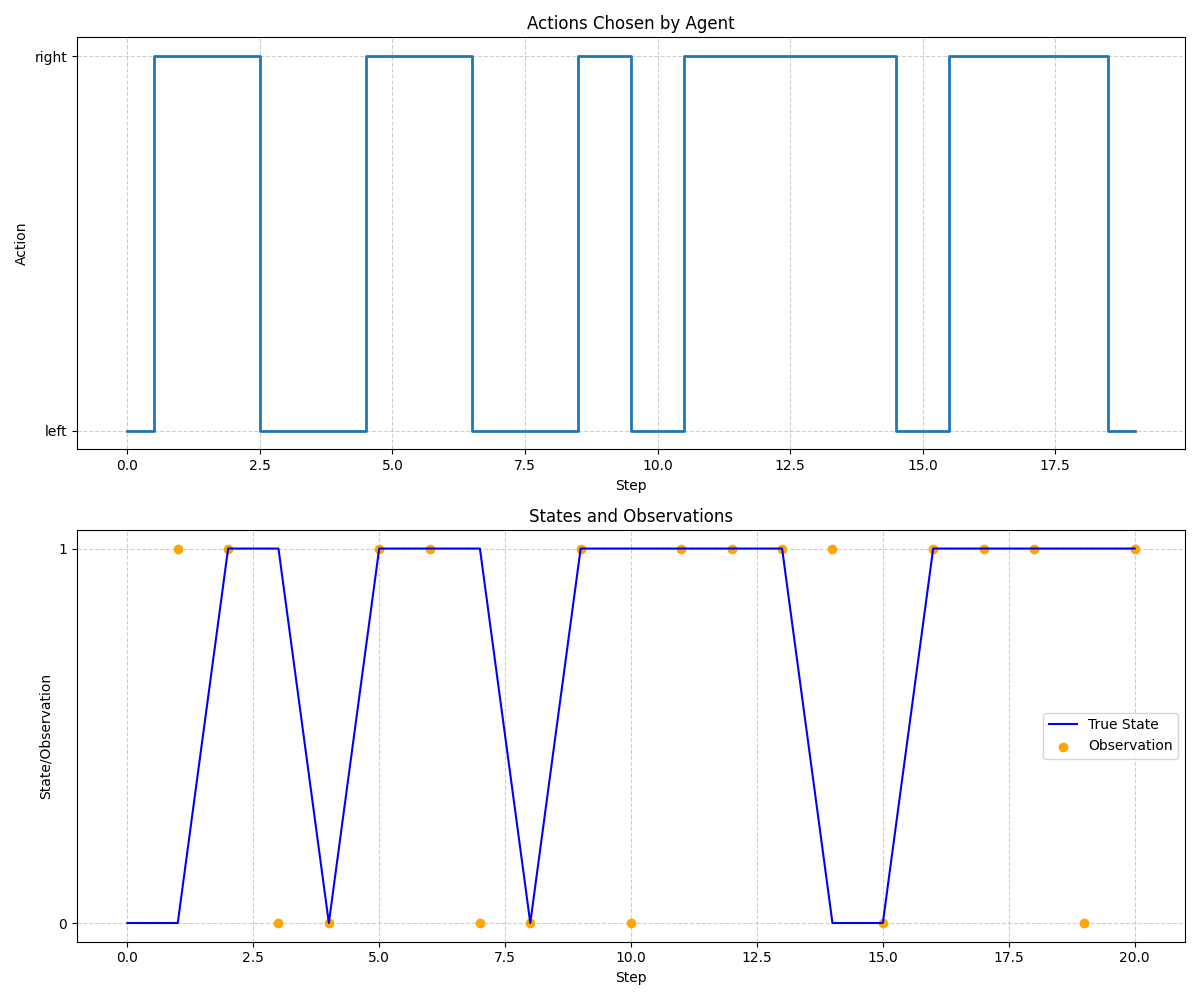 Actions Chosen by Agent
right
left
Action
0.0 2.5 5.0 7.5 10.0 12.5 15.0 17.5
Step
States and Observations
1
0
State/Observation
True State
Observation
0.0 2.5 5.0 7.5 10.0 12.5 15.0 17.5 20.0
Step